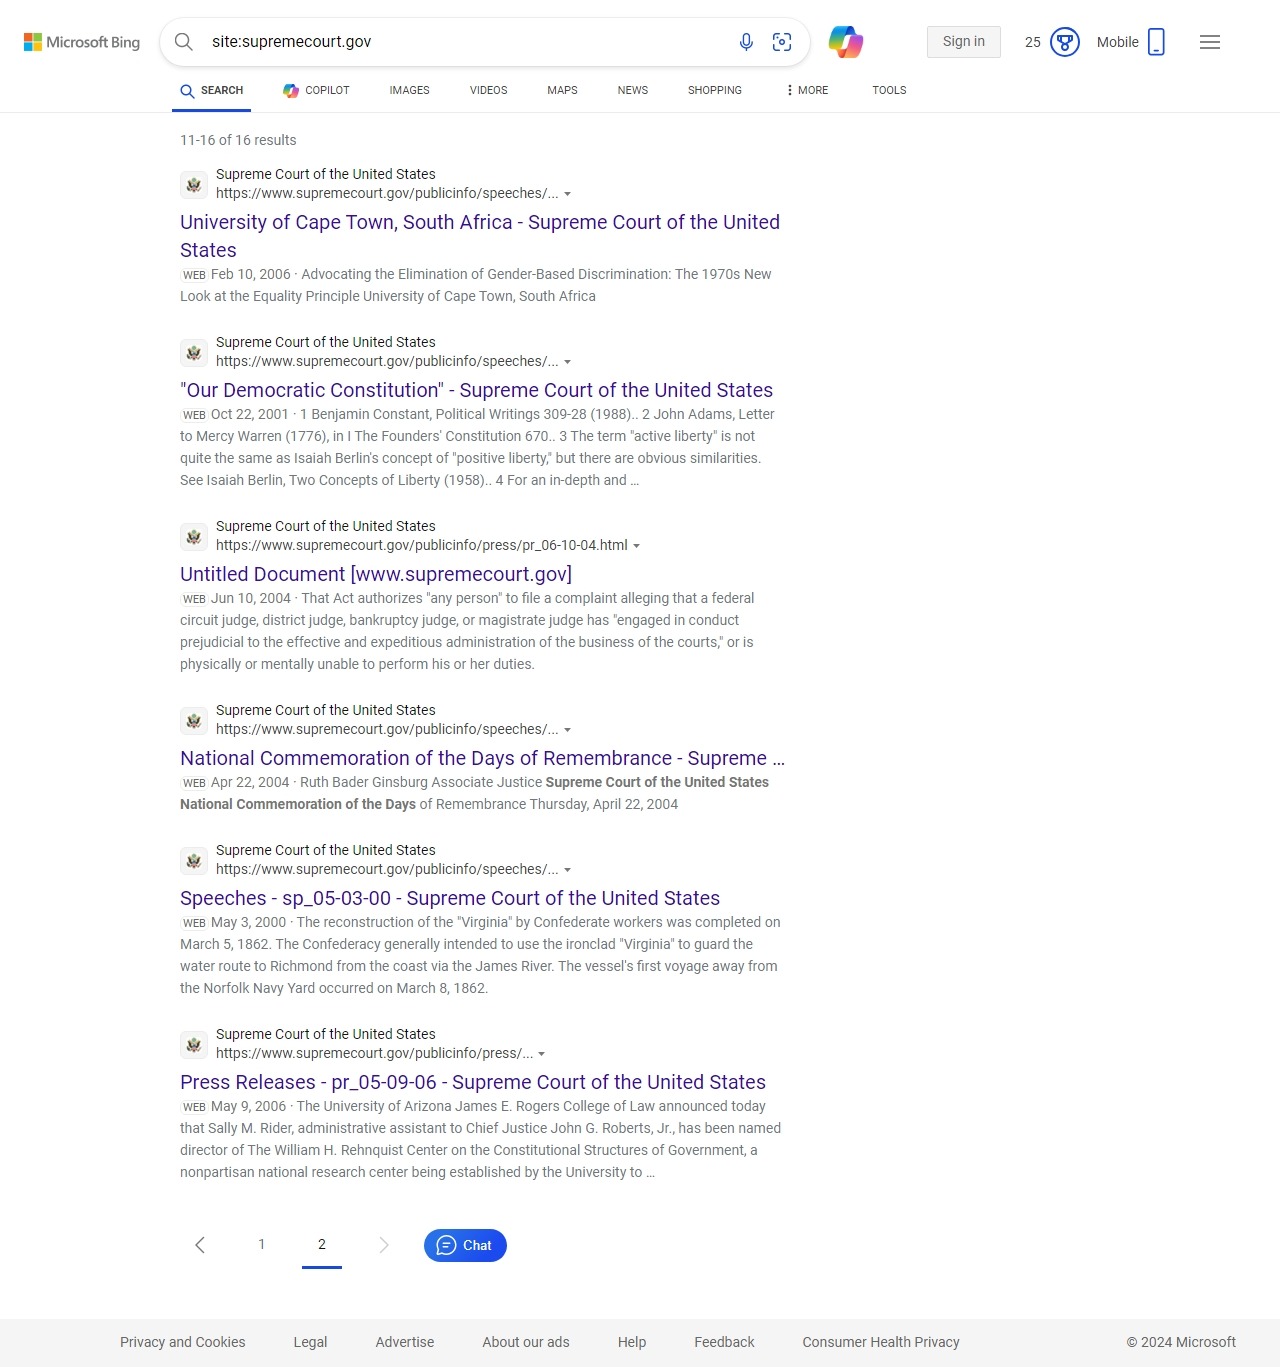 Microsoft Bing
site:supremecourt.gov
Sign in
25
Mobile
SEARCH
COPILOT
IMAGES
VIDEOS
MAPS
NEWS
SHOPPING
MORE
TOOLS
11-16 of 16 results
Supreme Court of the United States
https://www.supremecourt.gov/publicinfo/speeches/...
University of Cape Town, South Africa - Supreme Court of the United
States
WEB Feb 10, 2006 · Advocating the Elimination of Gender-Based Discrimination: The 1970s New
Look at the Equality Principle University of Cape Town, South Africa
Supreme Court of the United States
https://www.supremecourt.gov/publicinfo/speeches/...
"Our Democratic Constitution" - Supreme Court of the United States
WEB Oct 22, 2001 · 1 Benjamin Constant, Political Writings 309-28 (1988).. 2 John Adams, Letter
to Mercy Warren (1776), in I The Founders' Constitution 670.. 3 The term "active liberty" is not
quite the same as Isaiah Berlin's concept of "positive liberty," but there are obvious similarities.
See Isaiah Berlin, Two Concepts of Liberty (1958).. 4 For an in-depth and ...
Supreme Court of the United States
https://www.supremecourt.gov/publicinfo/press/pr_06-10-04.html
Untitled Document [www.supremecourt.gov]
WEB Jun 10, 2004 · That Act authorizes "any person" to file a complaint alleging that a federal
circuit judge, district judge, bankruptcy judge, or magistrate judge has "engaged in conduct
prejudicial to the effective and expeditious administration of the business of the courts," or is
physically or mentally unable to perform his or her duties.
Supreme Court of the United States
https://www.supremecourt.gov/publicinfo/speeches/...
National Commemoration of the Days of Remembrance - Supreme ...
WEB Apr 22, 2004 · Ruth Bader Ginsburg Associate Justice Supreme Court of the United States
National Commemoration of the Days of Remembrance Thursday, April 22, 2004
Supreme Court of the United States
https://www.supremecourt.gov/publicinfo/speeches/...
Speeches - sp_05-03-00 - Supreme Court of the United States
WEB May 3, 2000 · The reconstruction of the "Virginia" by Confederate workers was completed on
March 5, 1862. The Confederacy generally intended to use the ironclad "Virginia" to guard the
water route to Richmond from the coast via the James River. The vessel's first voyage away from
the Norfolk Navy Yard occurred on March 8, 1862.
Supreme Court of the United States
https://www.supremecourt.gov/publicinfo/press/...
Press Releases - pr_05-09-06 - Supreme Court of the United States
WEB May 9, 2006 · The University of Arizona James E. Rogers College of Law announced today
that Sally M. Rider, administrative assistant to Chief Justice John G. Roberts, Jr., has been named
director of The William H. Rehnquist Center on the Constitutional Structures of Government, a
nonpartisan national research center being established by the University to ...
1
2
Chat
Privacy and Cookies
Legal
Advertise
About our ads
Help
Feedback
Consumer Health Privacy
© 2024 Microsoft